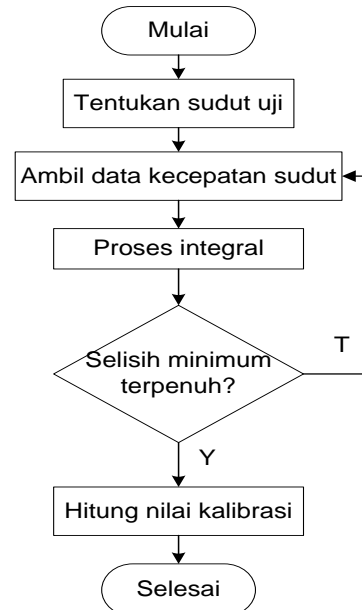 Mulai
Tentukan sudut uji
Ambil data kecepatan sudut
Proses integral
Selisih minimum
terpenuh?
T
Y
Hitung nilai kalibrasi
Selesai